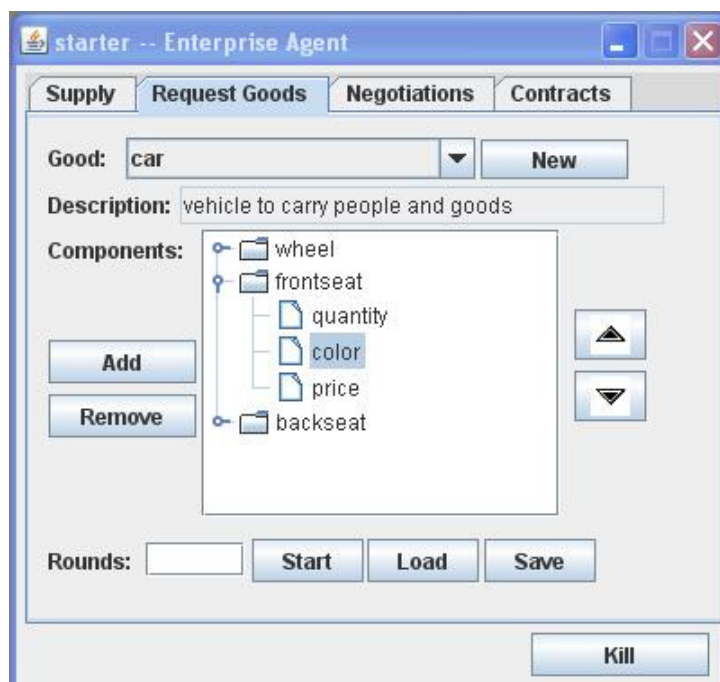 starter -- Enterprise Agent
Supply Request Goods Negotiations Contracts
Good: car New
Description: vehicle to carry people and goods
Components: wheel
frontseat
quantity
color
price
backseat
Add
Remove
Rounds: Start Load Save
Kill